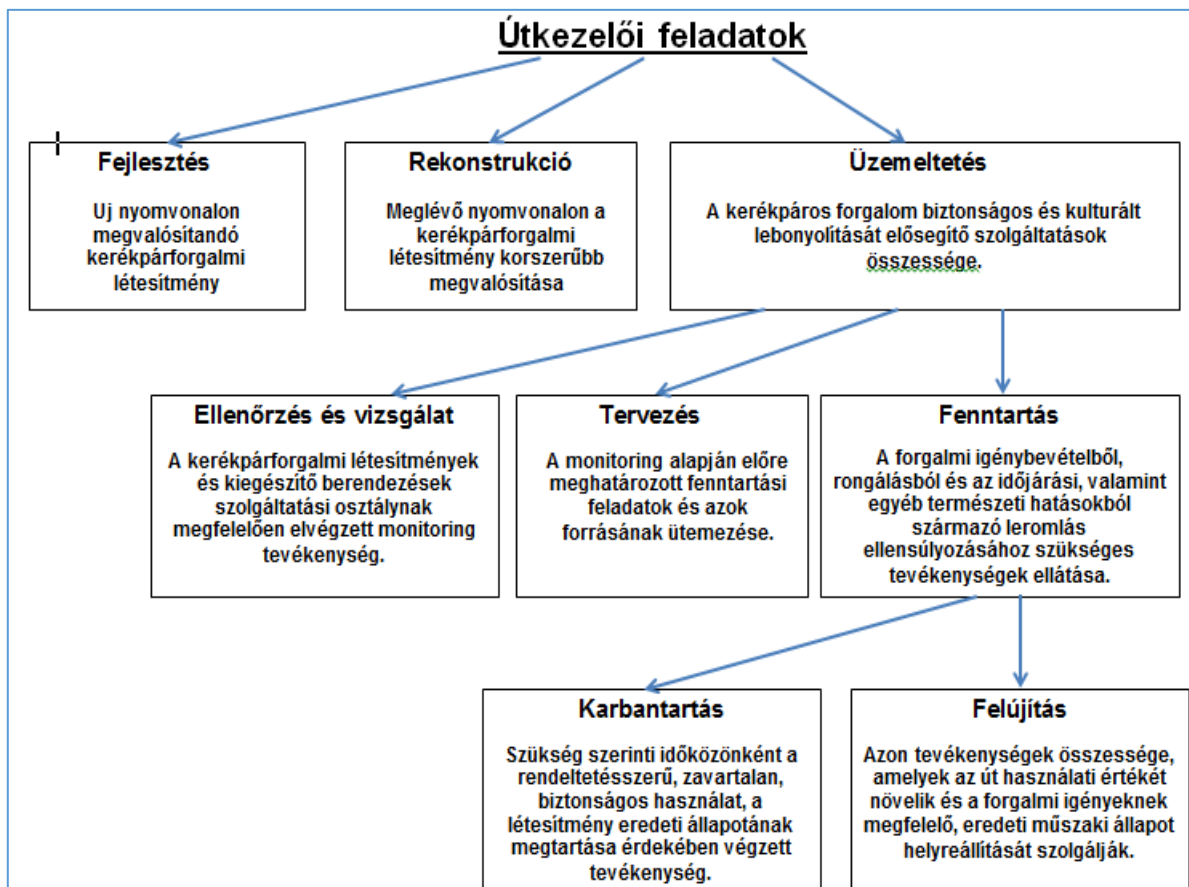 Útkezelői feladatok
Fejlesztés
Uj nyomvonalon
megvalósítandó
kerékpárforgalmi
létesítmény
Rekonstrukció
Meglévő nyomvonalon a
kerékpárforgalmi
létesítmény korszerűbb
megvalósítása
Üzemeltetés
A kerékpáros forgalom biztonságos és kulturált
lebonyolítását elősegítő szolgáltatások
összessége.
Ellenőrzés és vizsgálat
A kerékpárforgalmi létesítmények
és kiegészítő berendezések
szolgáltatási osztálynak
megfelelően elvégzett monitoring
tevékenység.
Tervezés
A monitoring alapján előre
meghatározott fenntartási
feladatok és azok
forrásának ütemezése.
Fenntartás
A forgalmi igénybevételből,
rongálásból és az időjárási, valamint
egyéb természeti hatásokból
származó leromlás
ellensúlyozásához szükséges
tevékenységek ellátása.
Karbantartás
Szükség szerinti időközönként a
rendeltetésszerű, zavartalan,
biztonságos használat, a
létesítmény eredeti állapotának
megtartása érdekében végzett
tevékenység.
Felújítás
Azon tevékenységek összessége,
amelyek az út használati értékét
növelik és a forgalmi igényeknek
megfelelő, eredeti műszaki állapot
helyreállítását szolgálják.